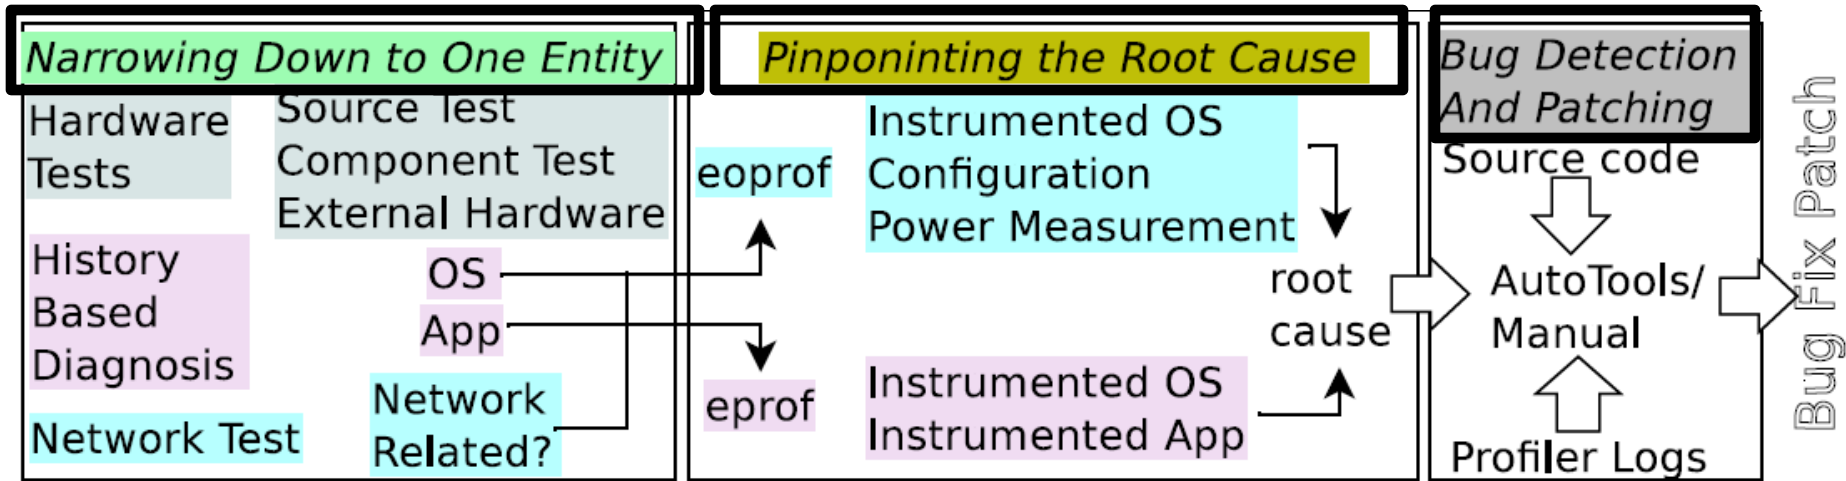 Narrowing Down to One Entity
Hardware
Tests
Source Test
Component Test
External Hardware
History
Based
Diagnosis
OS
App
Network Test
Network
Related?
Pinponinting the Root Cause
eoprof
Instrumented OS
Configuration
Power Measurement
eprof
Instrumented OS
Instrumented App
root
cause
Bug Detection
And Patching
Source code
AutoTools/
Manual
Profiler Logs
Bug Fix Patch